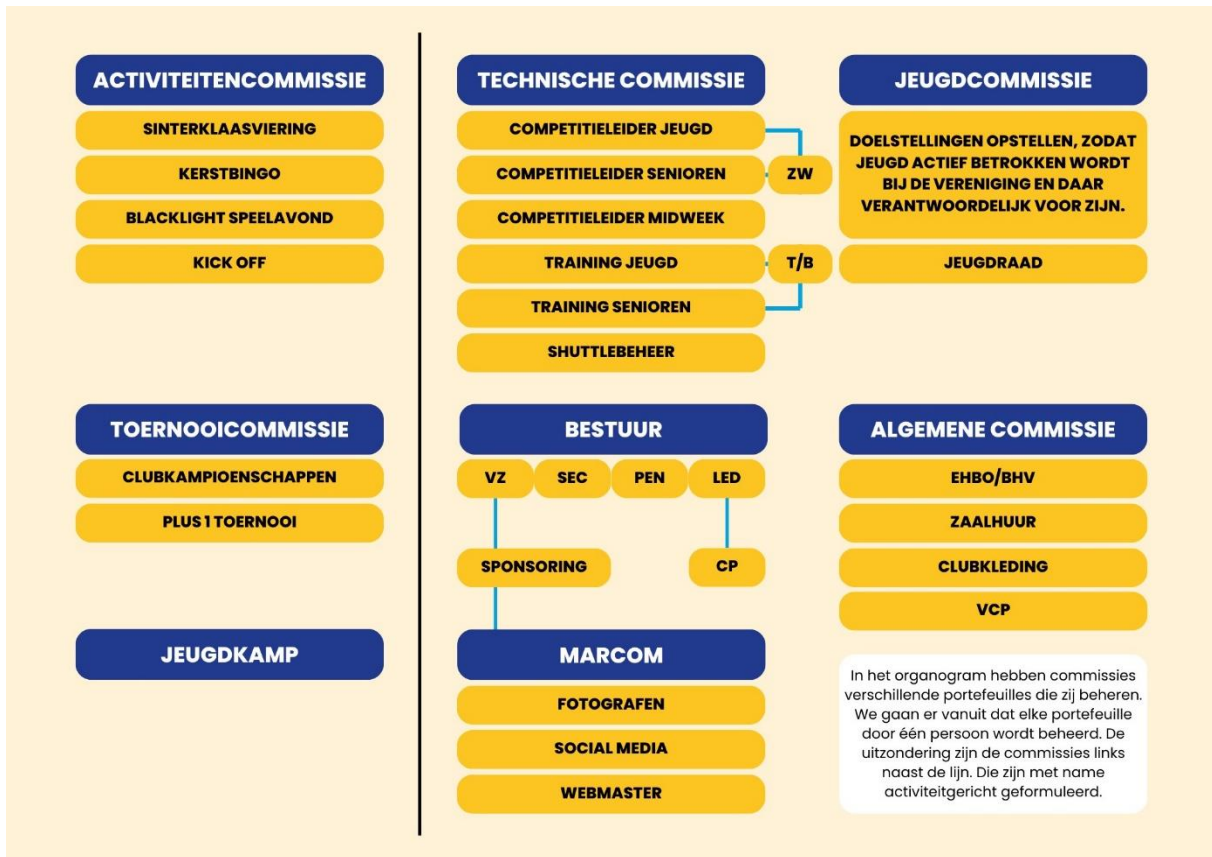 ACTIVITEITENCOMMISSIE
SINTERKLAASVIERING
KERSTBINGO
BLACKLIGHT SPEELAVOND
KICK OFF
TOERNOOICOMMISSIE
CLUBKAMPIOENSCHAPPEN
PLUS 1 TOERNOOI
JEUGDKAMP
TECHNISCHE COMMISSIE
COMPETITIELEIDER JEUGD
COMPETITIELEIDER SENIOREN
ZW
COMPETITIELEIDER MIDWEEK
TRAINING JEUGD
T/B
TRAINING SENIOREN
SHUTTLEBEHEER
BESTUUR
VZ
SEC
PEN
LED
SPONSORING
CP
MARCOM
FOTOGRAFEN
SOCIAL MEDIA
WEBMASTER
JEUGDCOMMISSIE
DOELSTELLINGEN OPSTELLEN, ZODAT
JEUGD ACTIEF BETROKKEN WORDT
BIJ DE VERENIGING EN DAAR
VERANTWOORDELIJK VOOR ZIJN.
JEUGDRAAD
ALGEMENE COMMISSIE
EHBO/BHV
ZAALHUUR
CLUBKLEDING
VCP
In het organogram hebben commissies
verschillende portefeuilles die zij beheren.
We gaan er vanuit dat elke portefeuille
door één persoon wordt beheerd. De
uitzondering zijn de commissies links
naast de lijn. Die zijn met name
activiteitgericht geformuleerd.